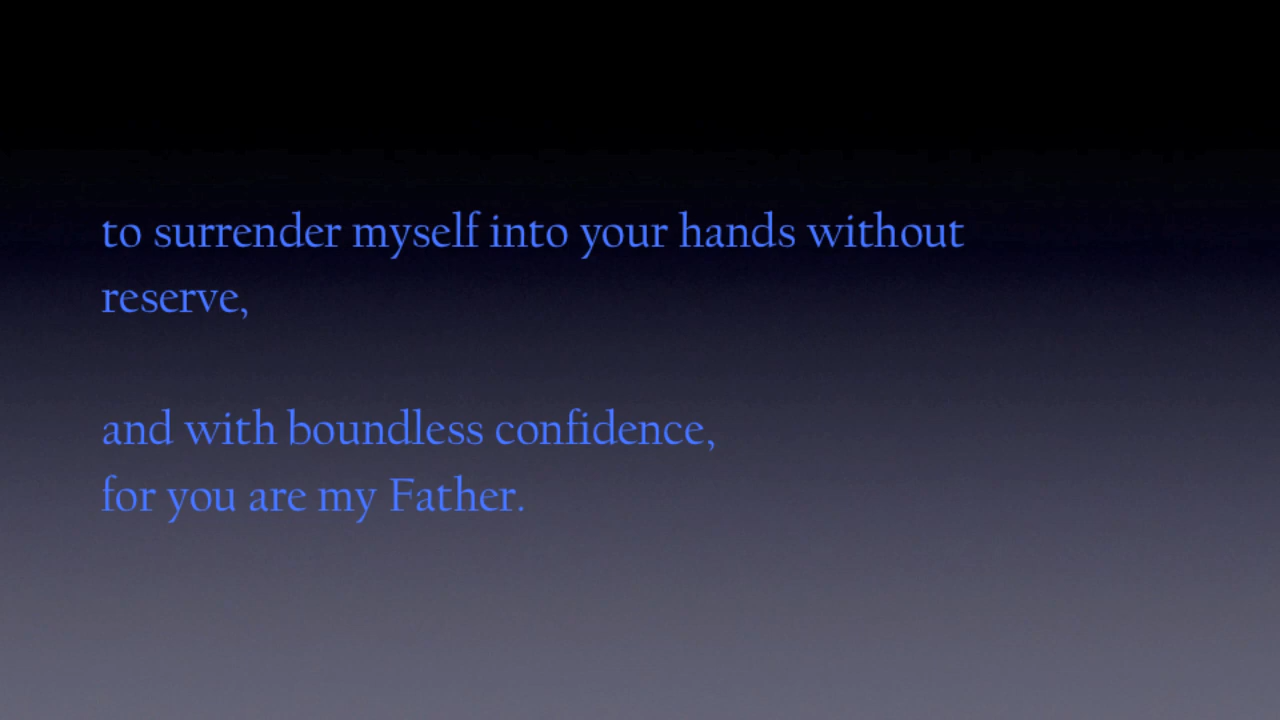 to surrender myself into your hands without
reserve,
and with boundless confidence,
for you are my Father.